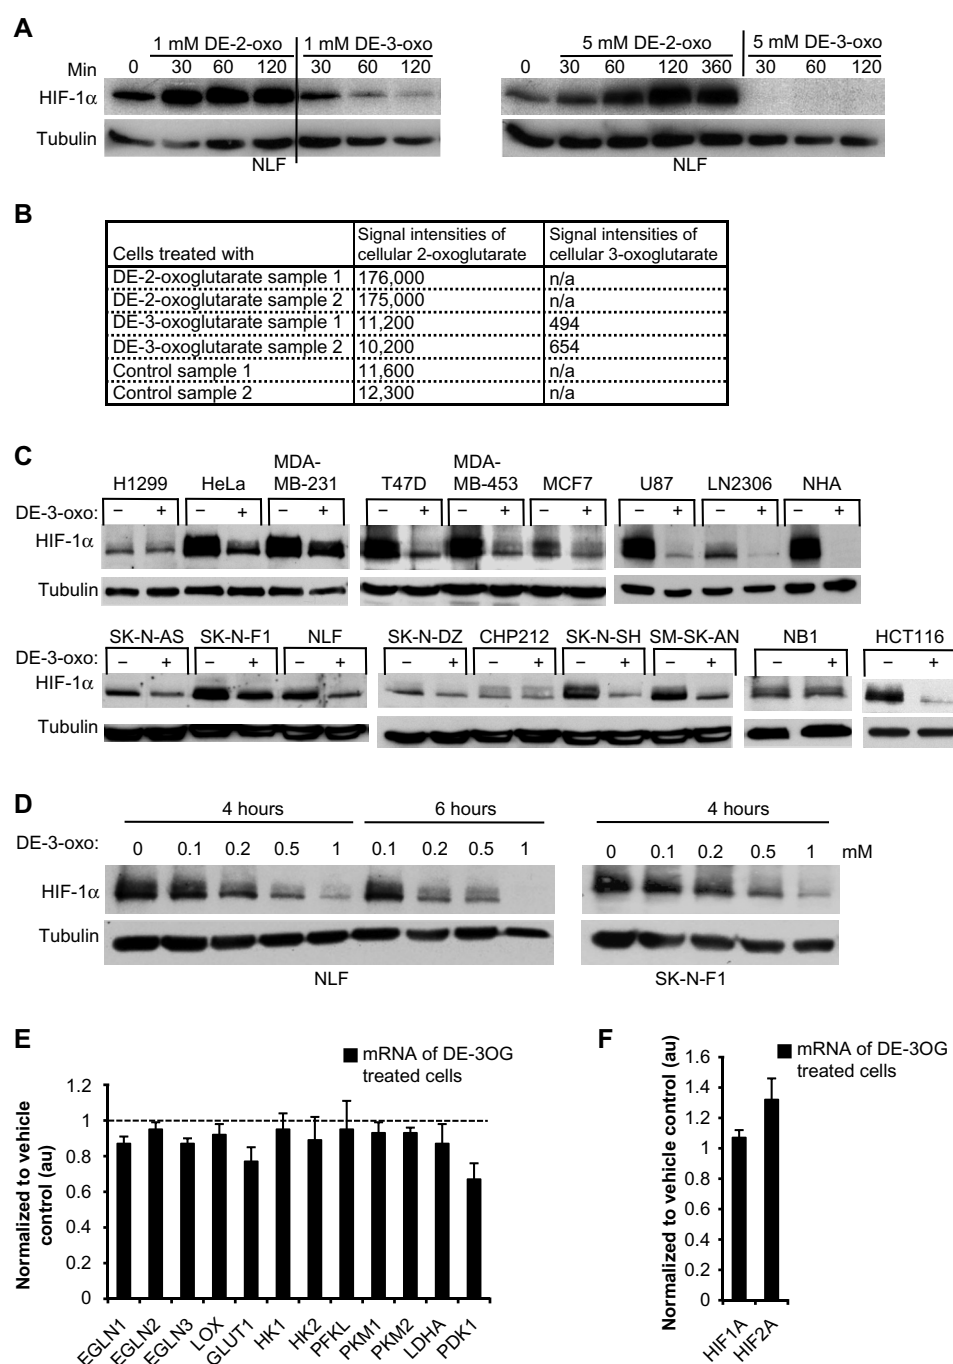 A
1 mM DE-2-oxo 1 mM DE-3-oxo
Min 0 30 60 120 30 60 120
HIF-1α
Tubulin
NLF
5 mM DE-2-oxo 5 mM DE-3-oxo
0 30 60 120 360 30 60 120
NLF
B
Cells treated with Signal intensities of cellular 2-oxoglutarate Signal intensities of cellular 3-oxoglutarate
DE-2-oxoglutarate sample 1 176,000 n/a
DE-2-oxoglutarate sample 2 175,000 n/a
DE-3-oxoglutarate sample 1 11,200 494
DE-3-oxoglutarate sample 2 10,200 654
Control sample 1 11,600 n/a
Control sample 2 12,300 n/a
C
H1299 HeLa MDA-MB-231 T47D MDA-MB-453 MCF7 U87 LN2306 NHA
DE-3-oxo: – + – + – + – + – + – + – + – + – +
HIF-1α
Tubulin
SK-N-AS SK-N-F1 NLF SK-N-DZ CHP212 SK-N-SH SM-SK-AN NB1 HCT116
DE-3-oxo: – + – + – + – + – + – + – + – + – +
HIF-1α
Tubulin
D
4 hours 6 hours 4 hours
DE-3-oxo: 0 0.1 0.2 0.5 1 0.1 0.2 0.5 1 0 0.1 0.2 0.5 1 mM
HIF-1α
Tubulin
NLF SK-N-F1
E
mRNA of DE-3OG
treated cells
Normalized to vehicle
control (au)
1.2
1
0.8
0.6
0.4
0.2
0
EGLN1 EGLN2 EGLN3 LOX GLUT1 HK1 HK2 PFKL PKM1 PKM2 LDHA PDK1
F
mRNA of DE-3OG
treated cells
Normalized to vehicle control (au)
1.6
1.4
1.2
1
0.8
0.6
0.4
0.2
0
HIF1A HIF2A